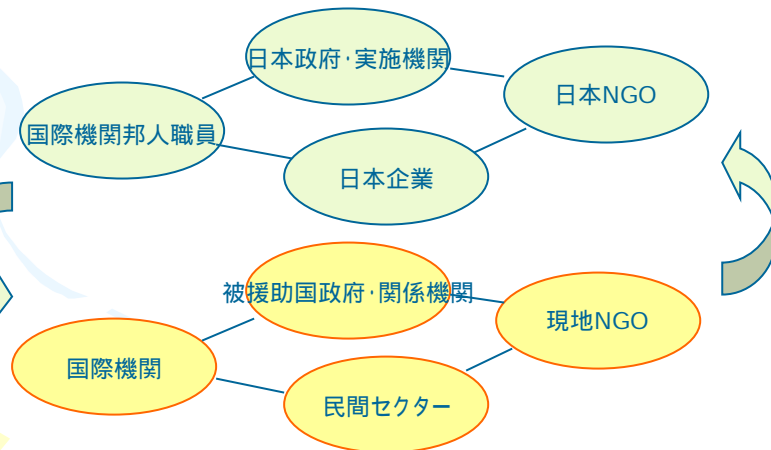 日本政府・実施機関
日本NGO
国際機関邦人職員
日本企業
被援助国政府・関係機関
現地NGO
国際機関
民間セクター